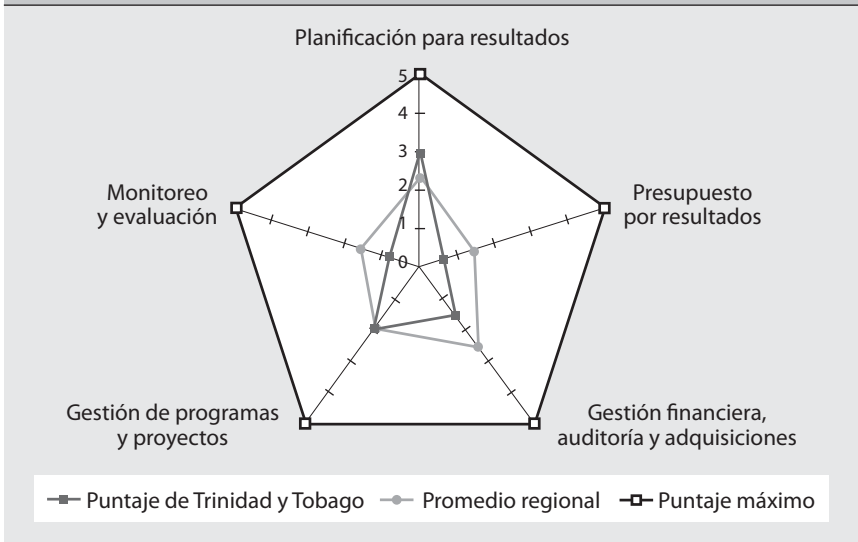 Planificación para resultados
5
4
3
2
1
0
Monitoreo
y evaluación
Presupuesto
por resultados
Gestión de programas
y proyectos
Gestión financiera,
auditoría y adquisiciones
Puntaje de Trinidad y Tobago
Promedio regional
Puntaje máximo